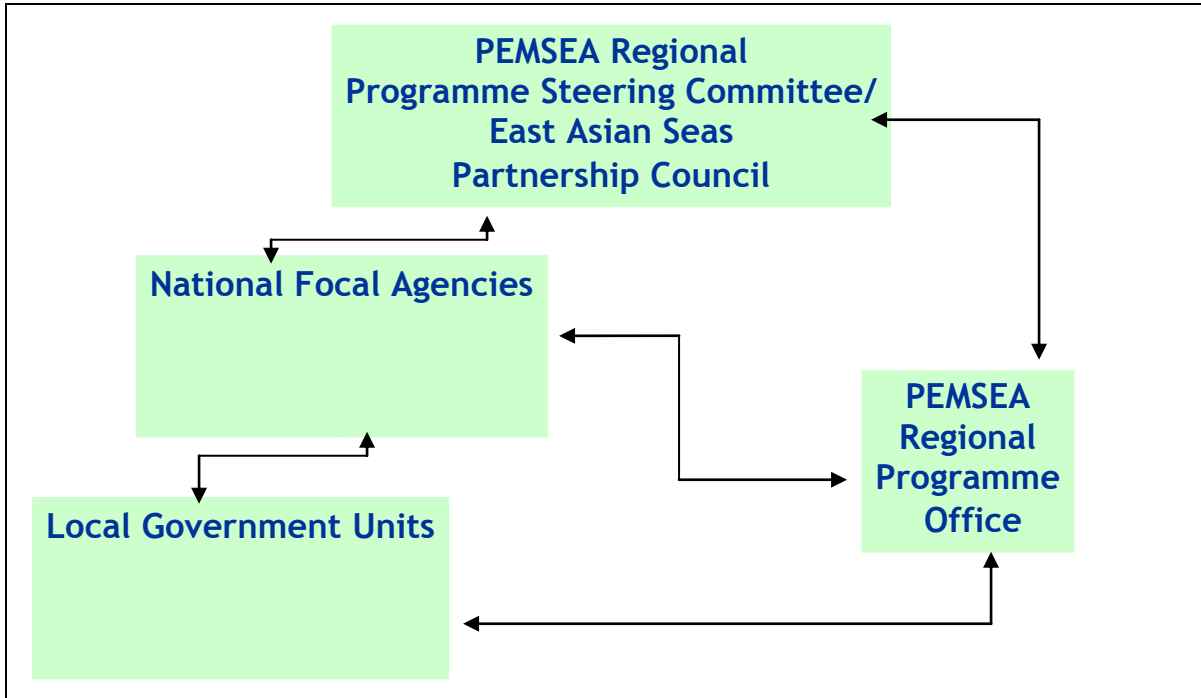 PEMSEA Regional
Programme Steering Committee/
East Asian Seas
Partnership Council
National Focal Agencies
PEMSEA
Regional
Programme
Office
Local Government Units